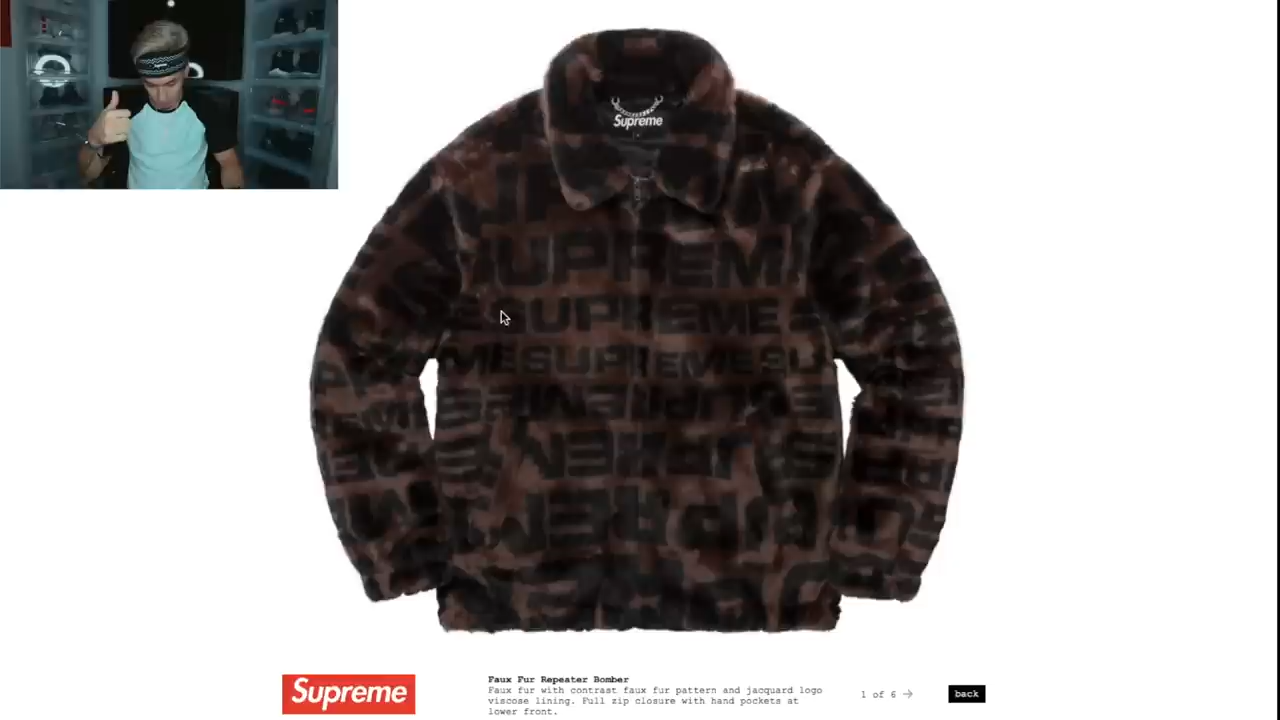 Supreme
SUPREME
SUPREME
MESUPREMESU
Supreme
Faux Fur Repeater Bomber
Faux fur with contrast faux fur pattern and jacquard logo
viscose lining. Full zip closure with hand pockets at
lower front.
1 of 6
back